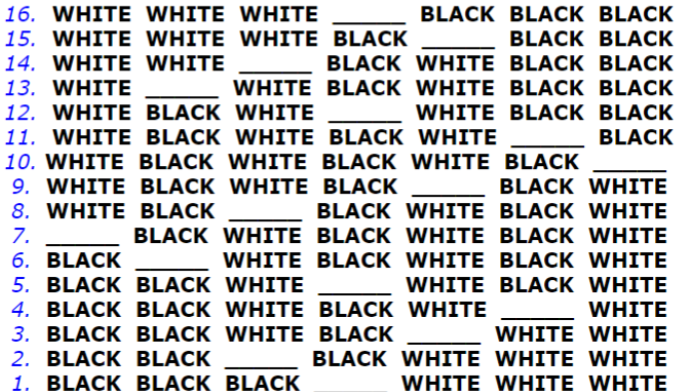 16. WHITE WHITE WHITE ______ BLACK BLACK BLACK
15. WHITE WHITE WHITE BLACK ______ BLACK BLACK
14. WHITE WHITE ______ BLACK WHITE BLACK BLACK
13. WHITE ______ WHITE BLACK WHITE BLACK BLACK
12. WHITE BLACK WHITE ______ WHITE BLACK BLACK
11. WHITE BLACK WHITE BLACK WHITE ______ BLACK
10. WHITE BLACK WHITE BLACK WHITE BLACK ______
9. WHITE BLACK WHITE BLACK ______ BLACK WHITE
8. WHITE BLACK ______ BLACK WHITE BLACK WHITE
7. ______ BLACK WHITE BLACK WHITE BLACK WHITE
6. BLACK ______ WHITE BLACK WHITE BLACK WHITE
5. BLACK BLACK WHITE ______ WHITE BLACK WHITE
4. BLACK BLACK WHITE BLACK WHITE ______ WHITE
3. BLACK BLACK WHITE BLACK ______ WHITE WHITE
2. BLACK BLACK ______ BLACK WHITE WHITE WHITE
1. BLACK BLACK BLACK ______ WHITE WHITE WHITE